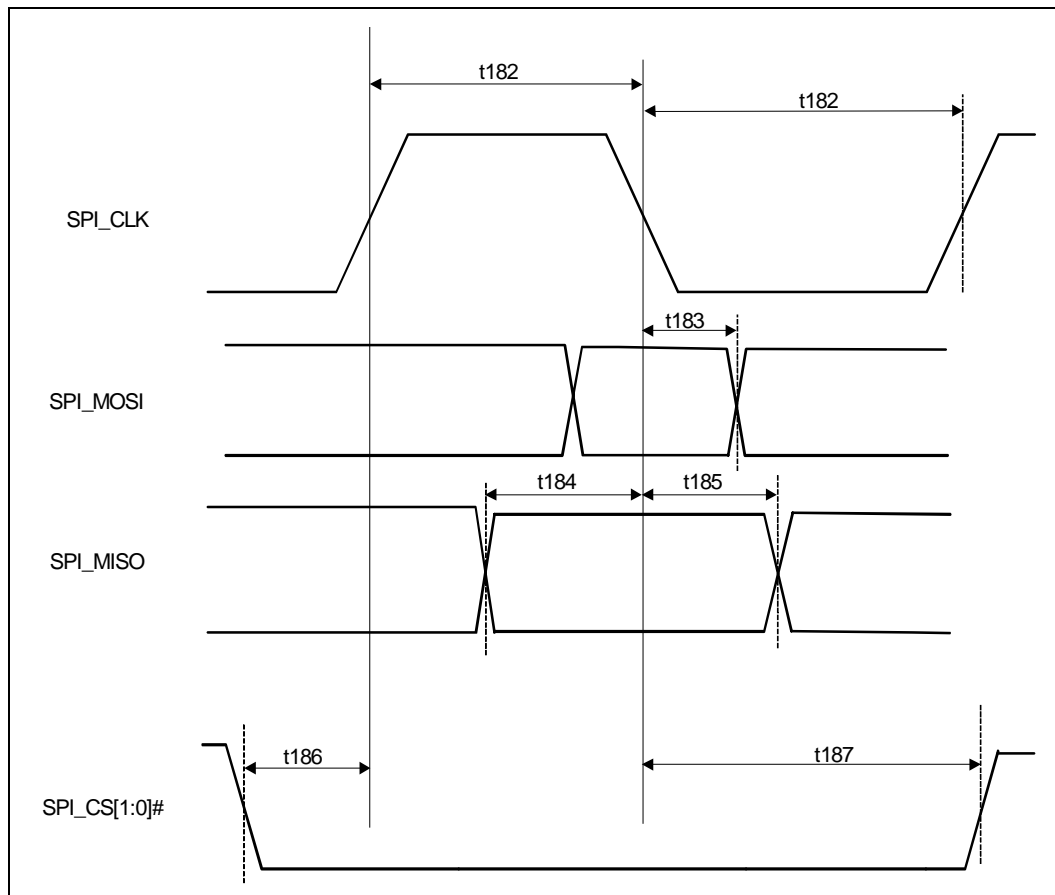 t182
t182
SPI_CLK
t183
SPI_MOSI
t184
t185
SPI_MISO
t186
t187
SPI_CS[1:0]#